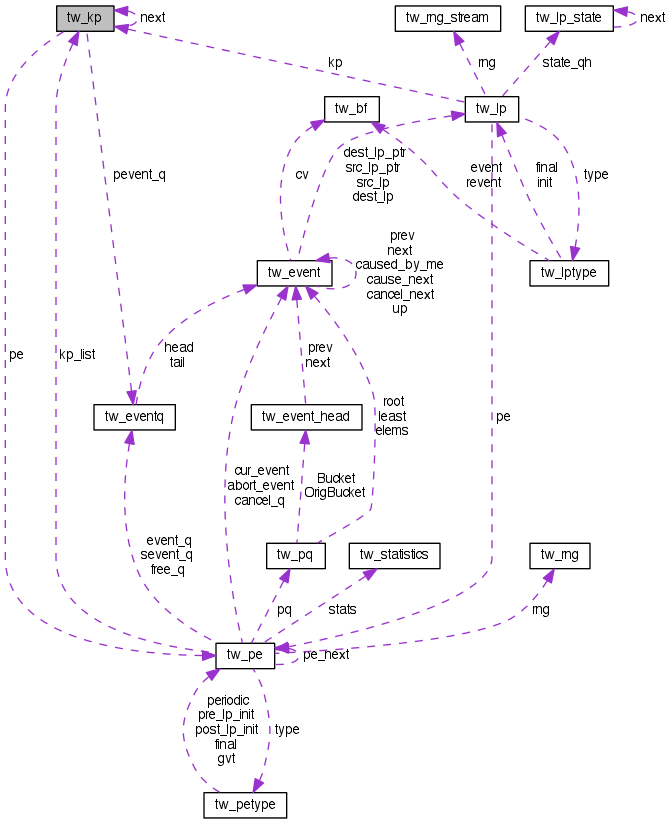 tw_kp
next
tw_rng_stream
tw_lp_state
next
kp
rng
state_qh
tw_bf
tw_lp
pevent_q
cv
dest_lp_ptr
src_lp_ptr
src_lp
dest_lp
event
revent
final
init
type
tw_event
prev
next
caused_by_me
cause_next
cancel_next
up
tw_lptype
pe
kp_list
head
tail
prev
next
tw_eventq
tw_event_head
root
least
elems
pe
cur_event
abort_event
cancel_q
Bucket
OrigBucket
event_q
sevent_q
free_q
tw_pq
tw_statistics
tw_rng
pq
stats
rng
tw_pe
pe_next
periodic
pre_lp_init
post_lp_init
final
gvt
type
tw_petype